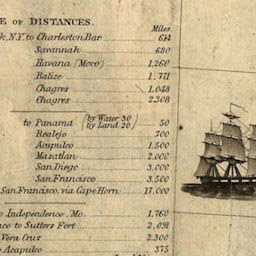 E OF DISTANCES.
Miles.
k, N.Y. to Charleston Bar 614
Savannah 680
Havana (Moro) 1,260
Balize 1,771
Chagres 1,048
Chagres 2,308
to Panama (by Water 30 by Land 20) 50
Realejo 700
Acapulco 1,500
Mazatlan 2,000
San Diego 3,000
San Francisco 3,500
San Francisco, via Cape Horn 17,000
o Independence, Mo. 1,760
nce to Sutters Fort 2,091
Vera Cruz 2,300
to Acapulco 375